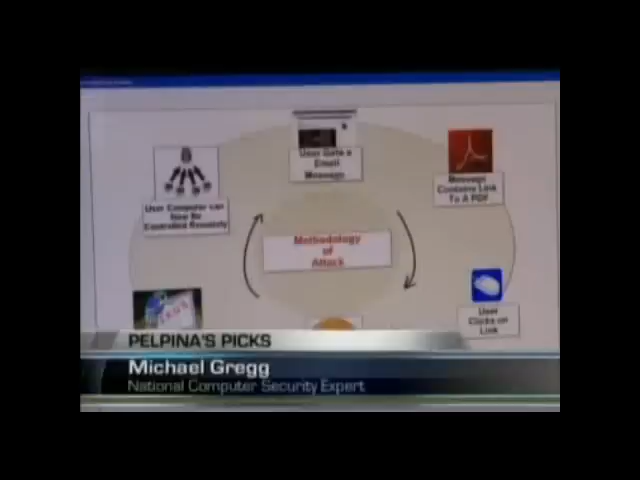 User Gets a
Email
Message
Message
Contains Link
To A PDF
User Computer can
Now Be
Controlled Remotely
Methodology
of
Attack
User
Clicks on
Link
PELPINA'S PICKS
Michael Gregg
National Computer Security Expert